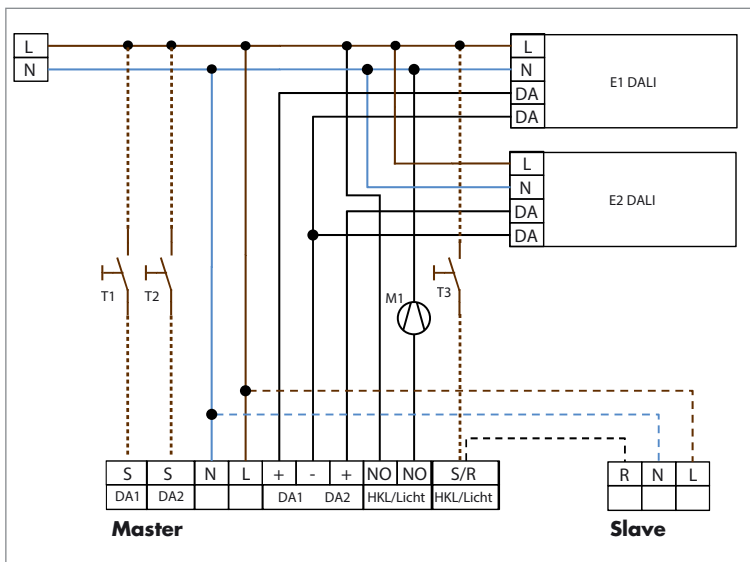 L
N
L
N
DA
DA
E1 DALI
L
N
DA
DA
E2 DALI
T1
T2
M1
T3
S S N L + - + NO NO S/R
DA1 DA2 DA1 DA2 HKL/Licht HKL/Licht
R N L
Master
Slave